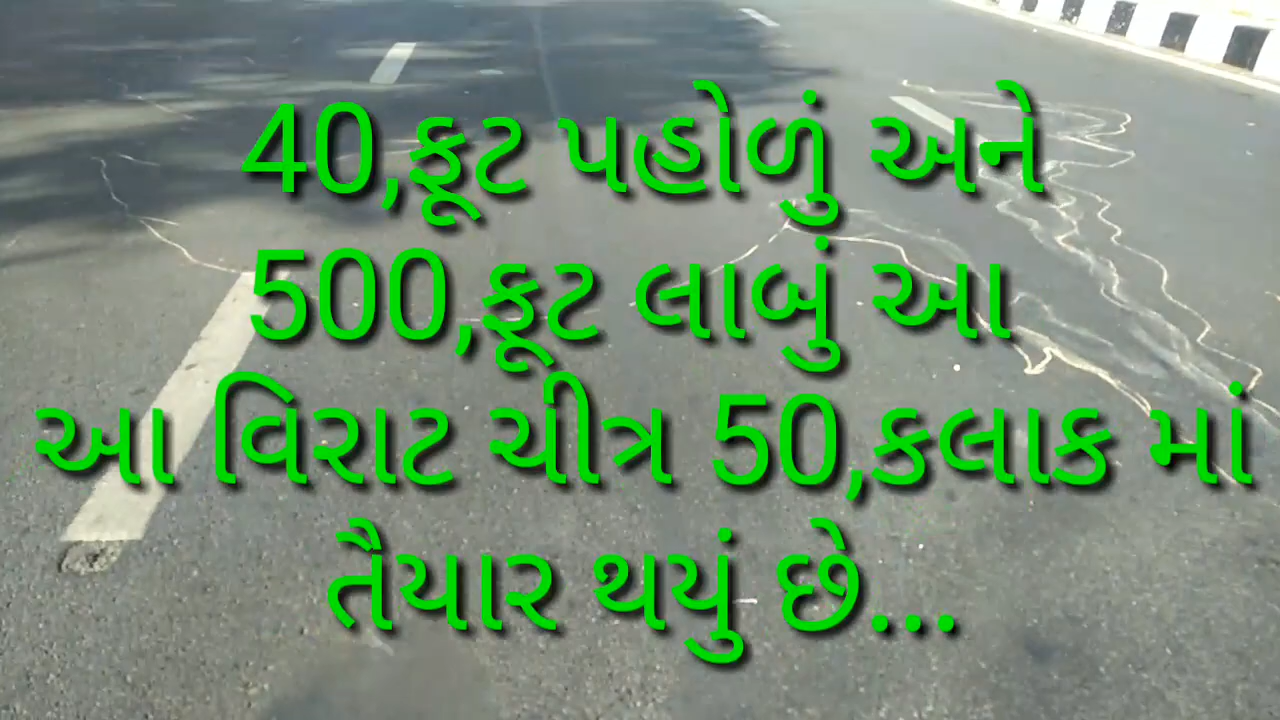 40,ફૂટ પહોળું અને
500,ફૂટ લાબું આ
આ વિરાટ ચીત્ર 50,કલાક માં
તૈયાર થયું છે...